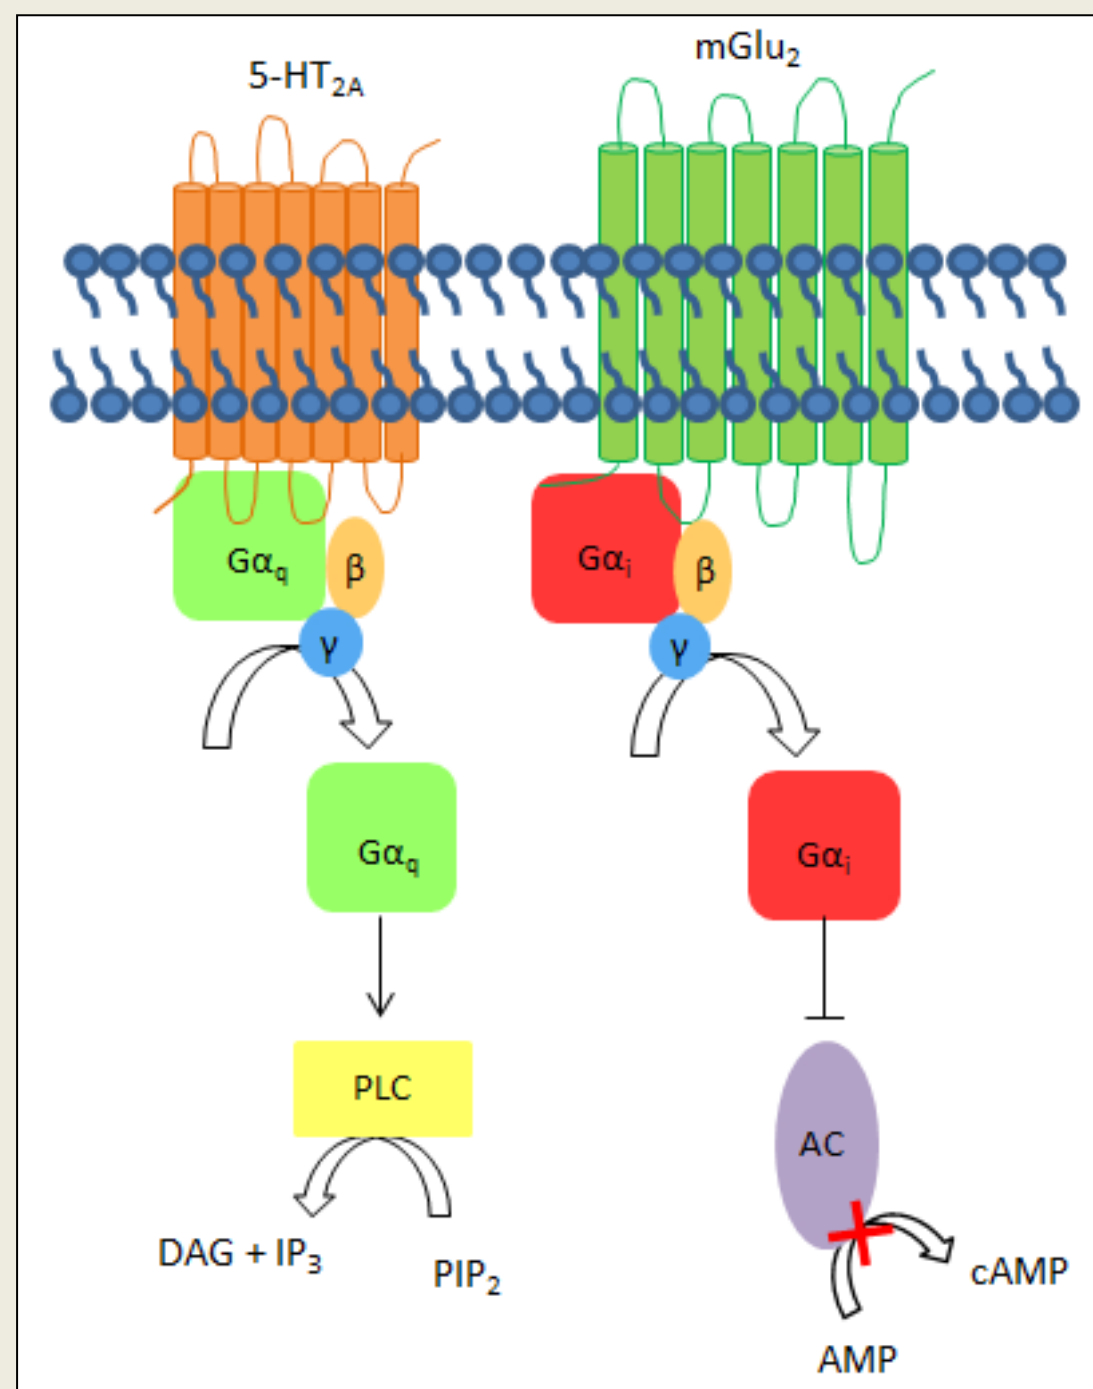 5-HT₂A
mGlu₂
Gαq
β
γ
Gαi
β
γ
Gαq
Gαi
PLC
AC
DAG + IP₃
PIP₂
cAMP
AMP